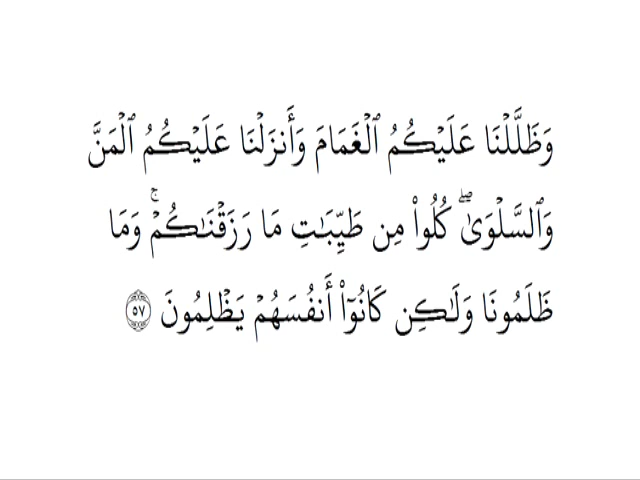 وَظَلَّلْنَا عَلَيْكُمُ ٱلْغَمَامَ وَأَنزَلْنَا عَلَيْكُمُ ٱلْمَنَّ
وَٱلسَّلْوَىٰۖ كُلُوا۟ مِن طَيِّبَـٰتِ مَا رَزَقْنَـٰكُمْۚ وَمَا
ظَلَمُونَا وَلَـٰكِن كَانُوٓا۟ أَنفُسَهُمْ يَظْلِمُونَ ٥٧